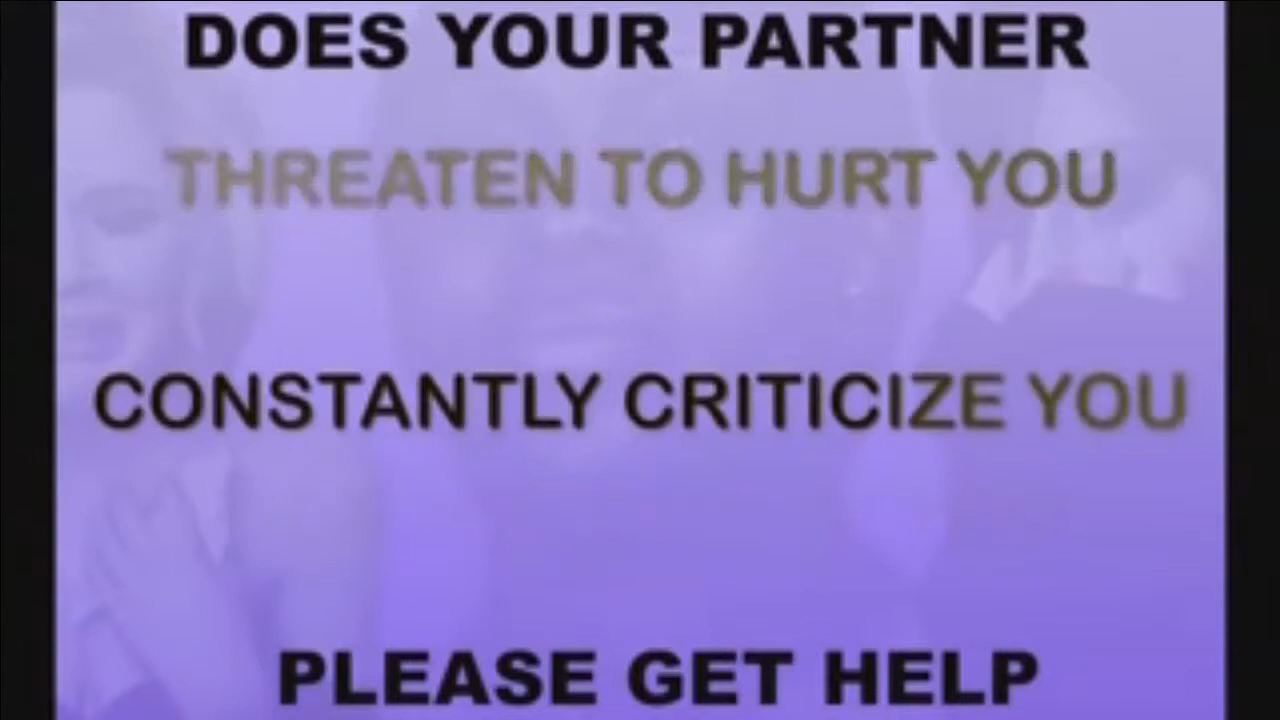 DOES YOUR PARTNER
THREATEN TO HURT YOU
CONSTANTLY CRITICIZE YOU
PLEASE GET HELP